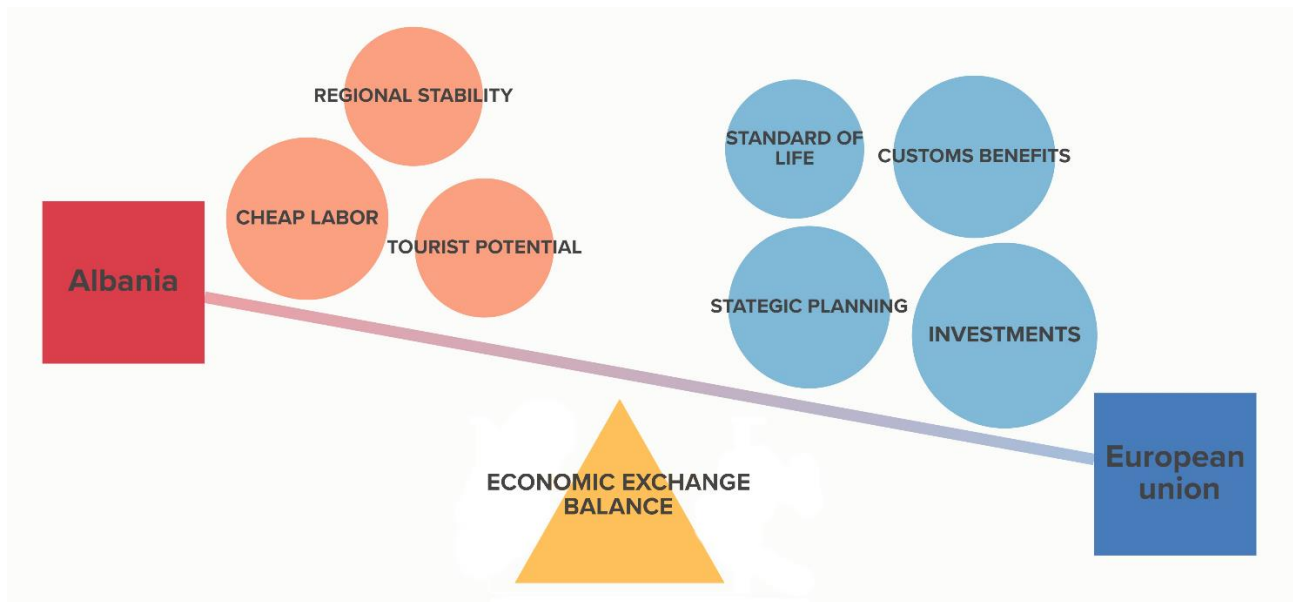 REGIONAL STABILITY
CHEAP LABOR
TOURIST POTENTIAL
Albania
STANDARD OF
LIFE
CUSTOMS BENEFITS
STATEGIC PLANNING
INVESTMENTS
European
union
ECONOMIC EXCHANGE
BALANCE